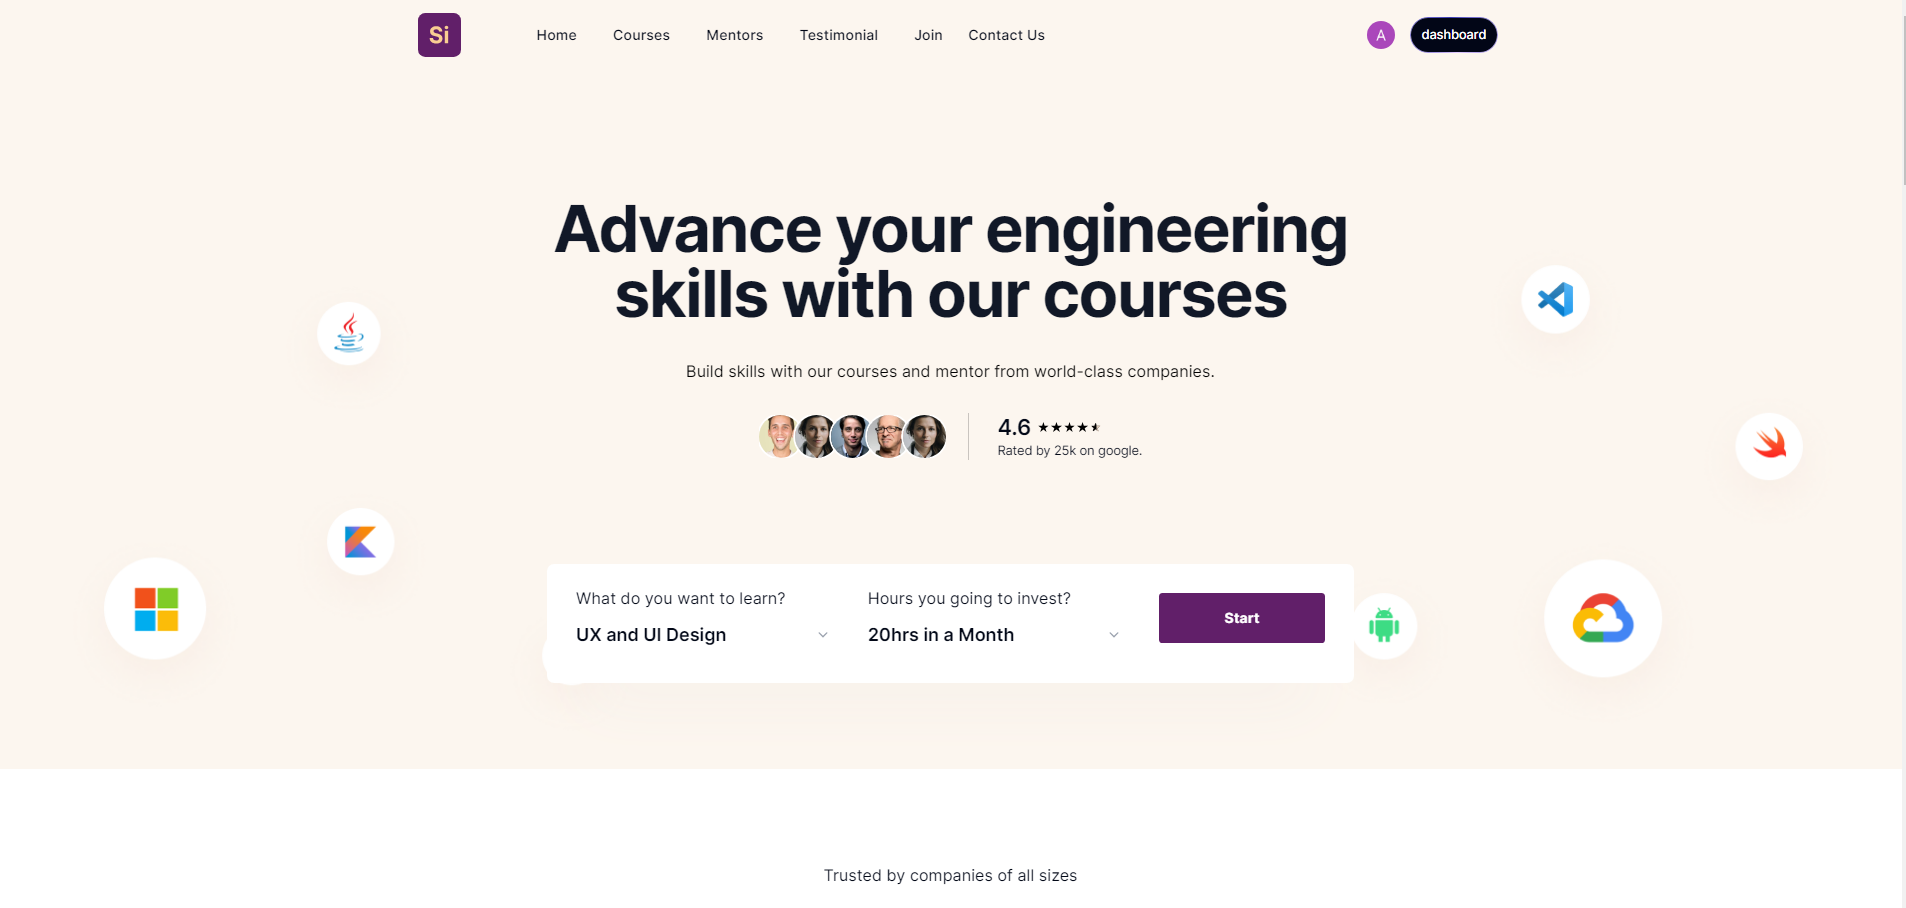 Si
Home Courses Mentors Testimonial Join Contact Us
A
dashboard
Advance your engineering
skills with our courses
Build skills with our courses and mentor from world-class companies.
4.6
Rated by 25k on google.
What do you want to learn?
UX and UI Design
Hours you going to invest?
20hrs in a Month
Start
Trusted by companies of all sizes